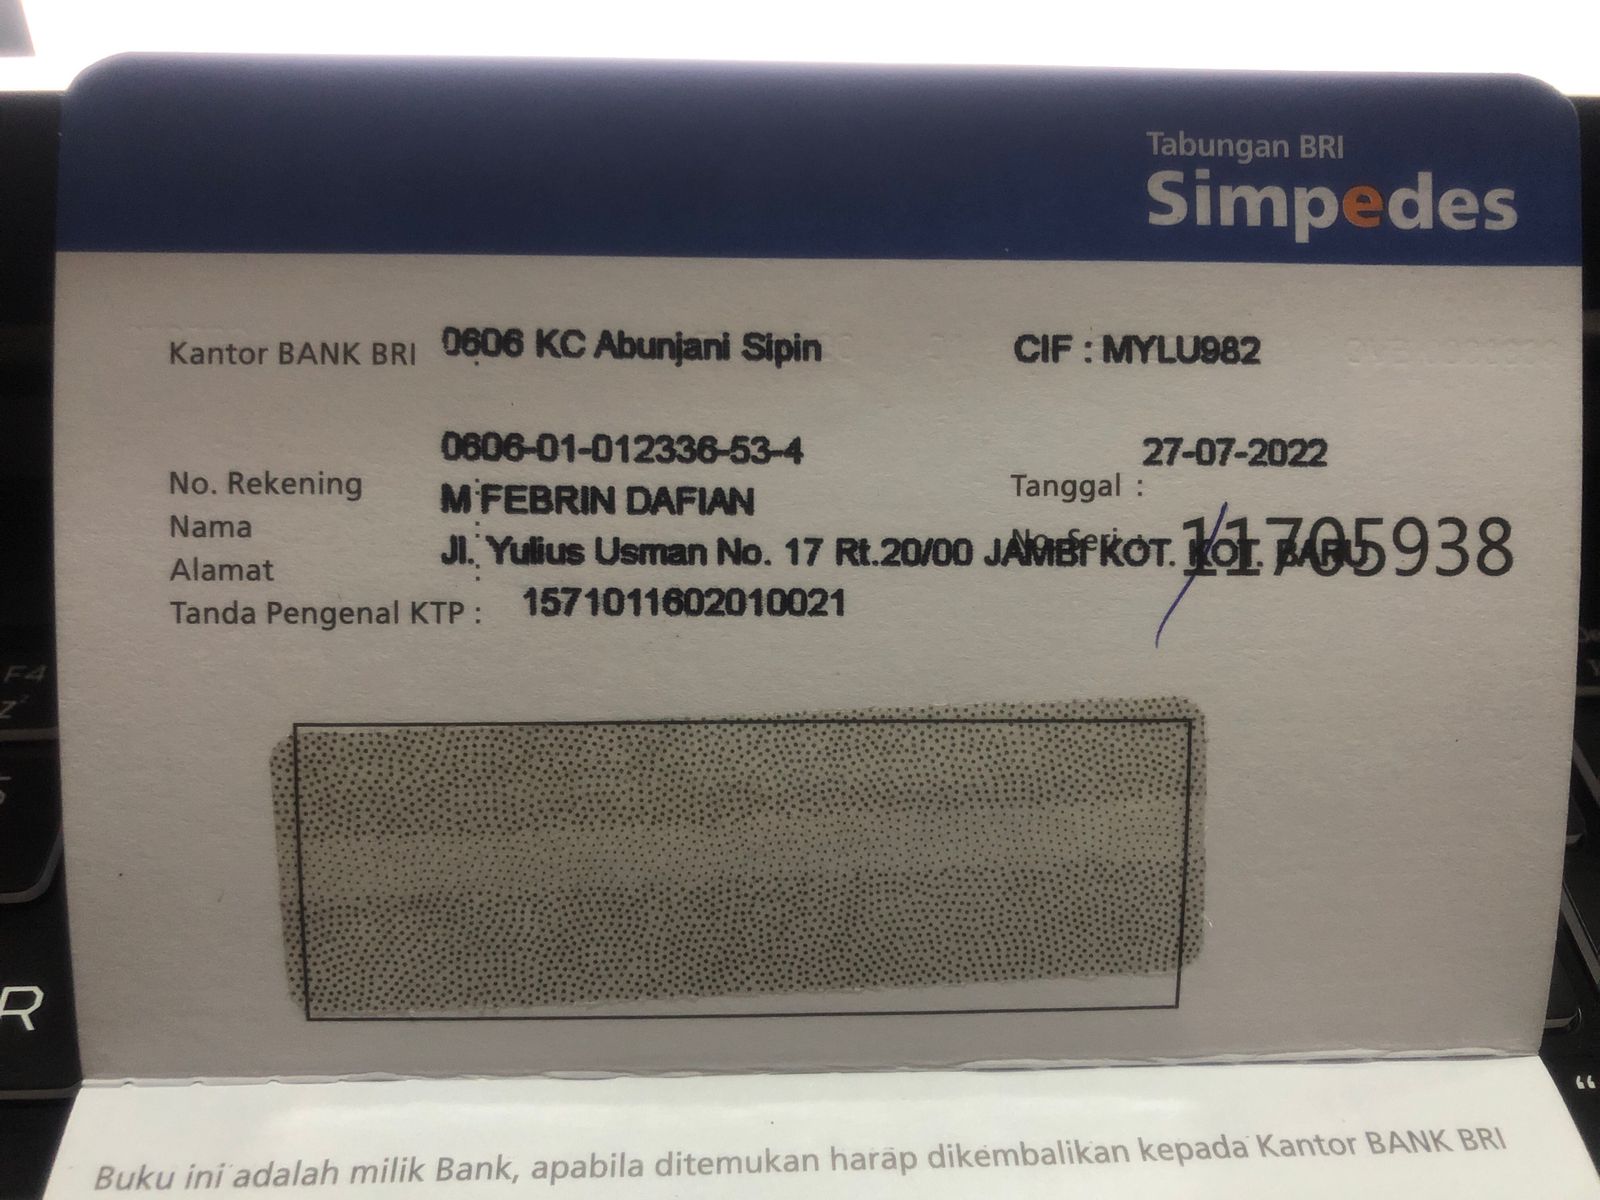 Tabungan BRI
Simpedes
Kantor BANK BRI : 0606 KC Abunjani Sipin CIF : MYLU982
0606-01-012336-53-4 27-07-2022
No. Rekening : Tanggal :
M FEBRIN DAFIAN
Nama : No. Seri : 11705938
Jl. Yulius Usman No. 17 Rt.20/00 JAMBI KOT. KOT. BARU
Alamat :
Tanda Pengenal KTP : 1571011602010021
Buku ini adalah milik Bank, apabila ditemukan harap dikembalikan kepada Kantor BANK BRI
F4
Z
R